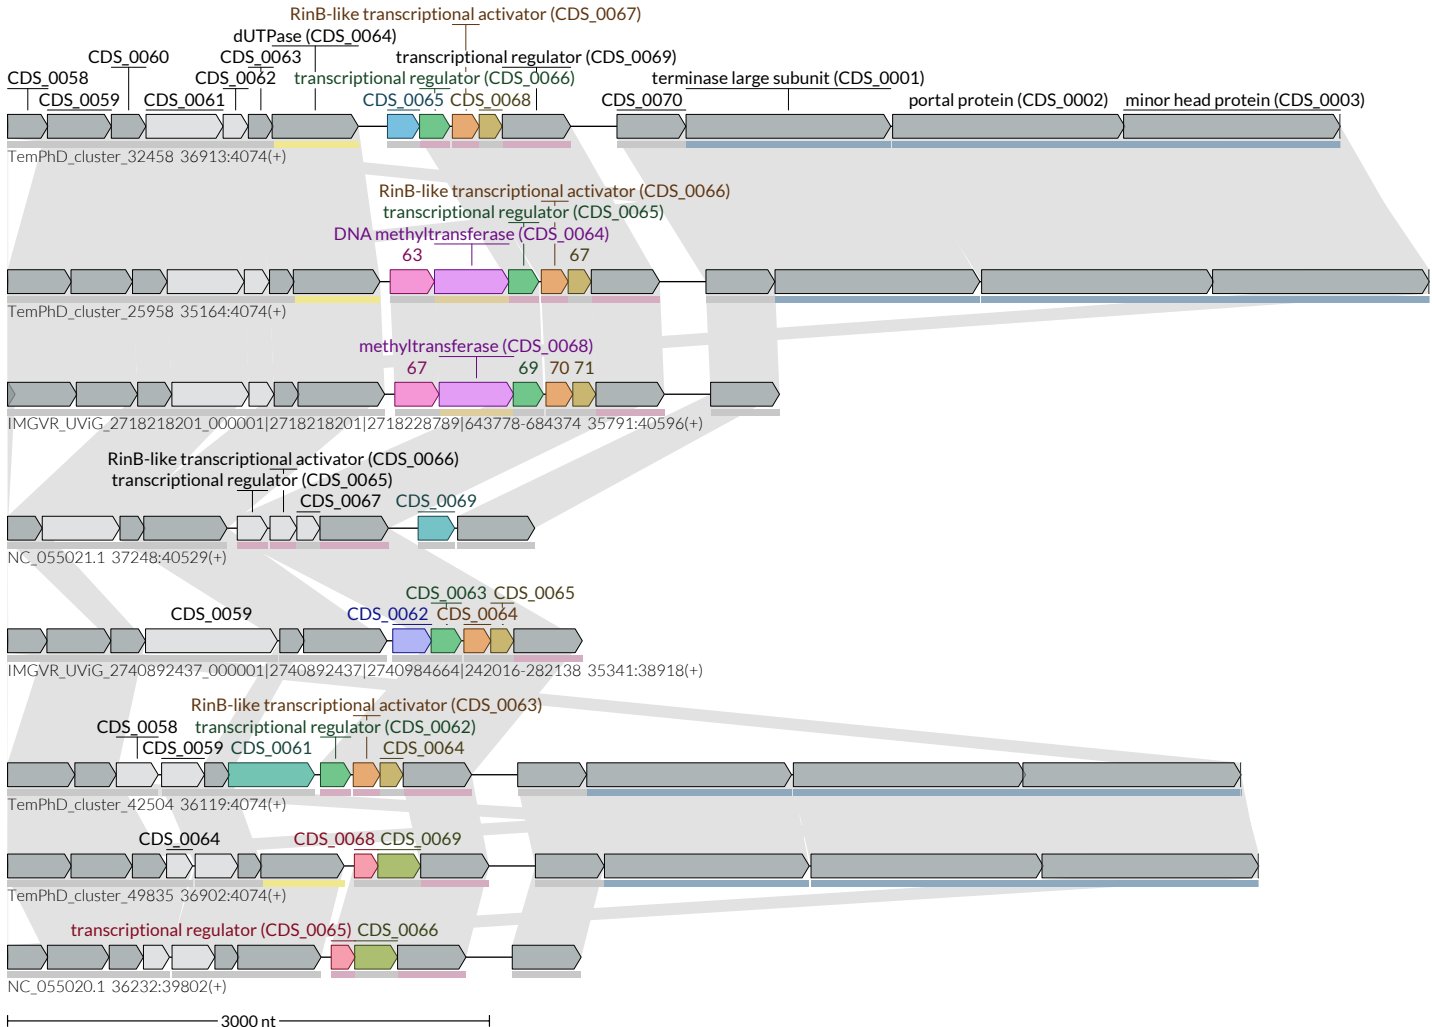 RinB-like transcriptional activator (CDS_0067)
dUTPase (CDS_0064)
CDS_0060 CDS_0063 transcriptional regulator (CDS_0069)
CDS_0058 CDS_0062 transcriptional regulator (CDS_0066) terminase large subunit (CDS_0001)
CDS_0059 CDS_0061 CDS_0065 CDS_0068 CDS_0070 portal protein (CDS_0002) minor head protein (CDS_0003)
TemPhD_cluster_32458 36913:4074(+)
RinB-like transcriptional activator (CDS_0066)
transcriptional regulator (CDS_0065)
DNA methyltransferase (CDS_0064)
63 67
TemPhD_cluster_25958 35164:4074(+)
methyltransferase (CDS_0068)
67 69 70 71
IMGVR_UViG_2718218201_000001|2718218201|2718228789|643778-684374 35791:40596(+)
RinB-like transcriptional activator (CDS_0066)
transcriptional regulator (CDS_0065)
CDS_0067 CDS_0069
NC_055021.1 37248:40529(+)
CDS_0063 CDS_0065
CDS_0059 CDS_0062 CDS_0064
IMGVR_UViG_2740892437_000001|2740892437|2740984664|242016-282138 35341:38918(+)
RinB-like transcriptional activator (CDS_0063)
CDS_0058 transcriptional regulator (CDS_0062)
CDS_0059 CDS_0061 CDS_0064
TemPhD_cluster_42504 36119:4074(+)
CDS_0064 CDS_0068 CDS_0069
TemPhD_cluster_49835 36902:4074(+)
transcriptional regulator (CDS_0065) CDS_0066
NC_055020.1 36232:39802(+)
3000 nt